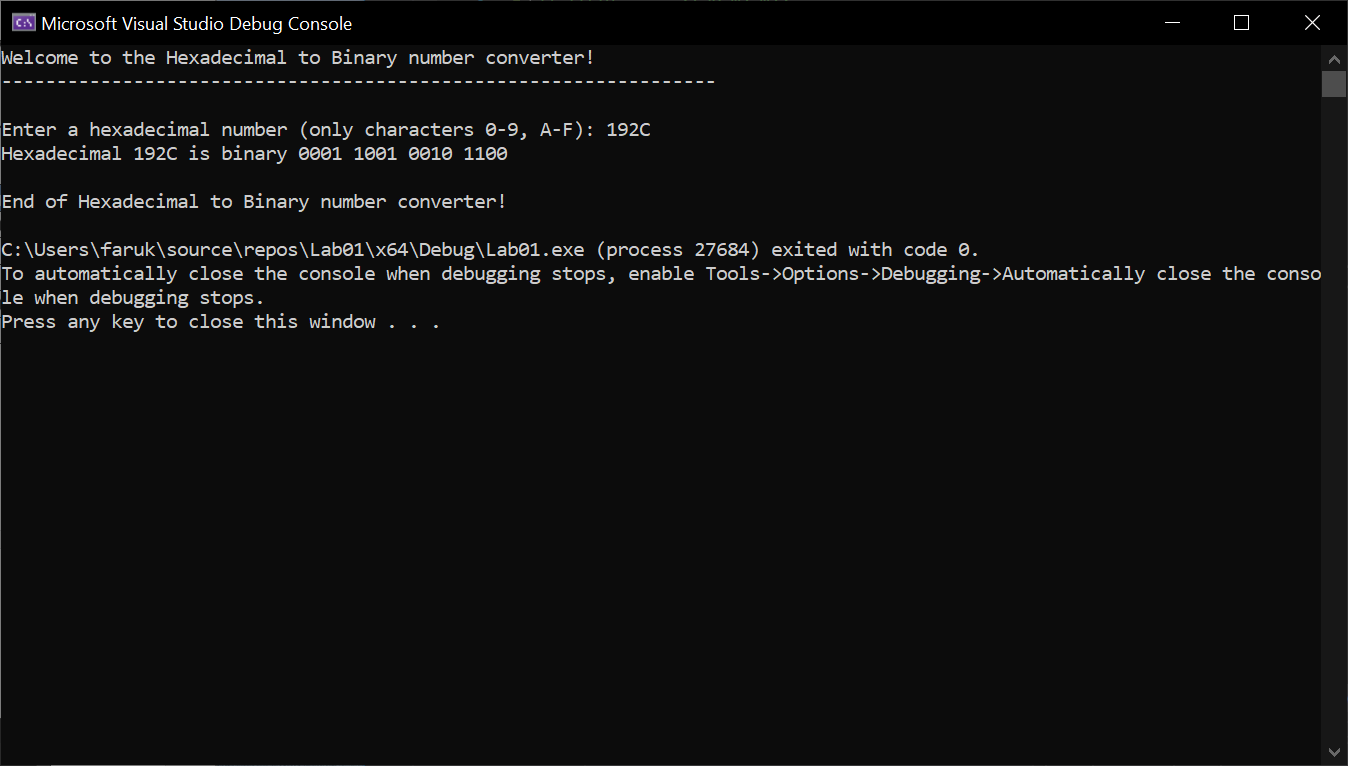 Microsoft Visual Studio Debug Console
Welcome to the Hexadecimal to Binary number converter!
-----------------------------------------------------------------
Enter a hexadecimal number (only characters 0-9, A-F): 192C
Hexadecimal 192C is binary 0001 1001 0010 1100
End of Hexadecimal to Binary number converter!
C:\Users\faruk\source\repos\Lab01\x64\Debug\Lab01.exe (process 27684) exited with code 0.
To automatically close the console when debugging stops, enable Tools->Options->Debugging->Automatically close the conso
le when debugging stops.
Press any key to close this window . . .